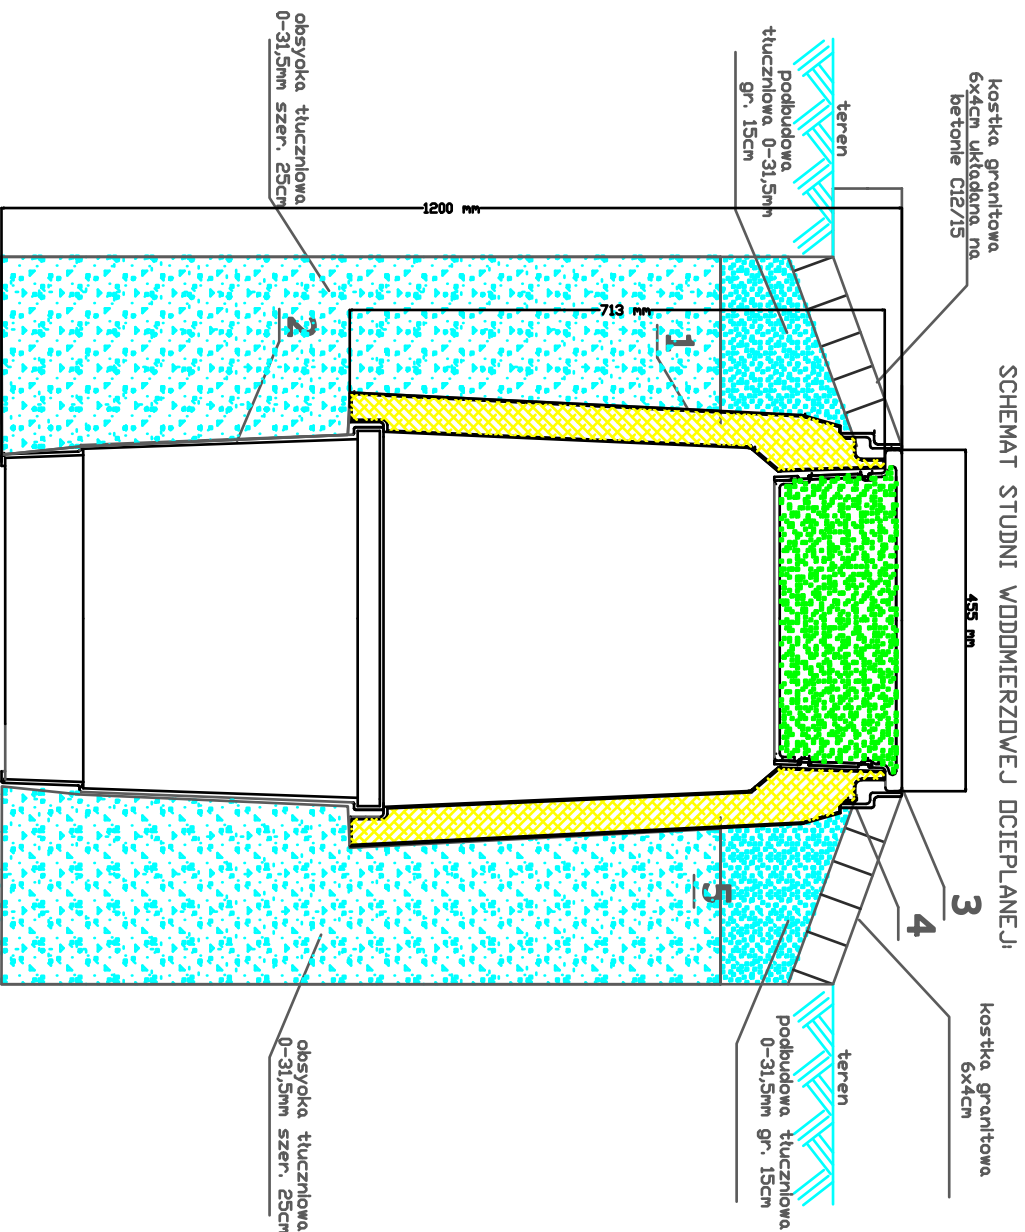 SCHEMAT STUDNI WODOMIERZOWEJ OCIEPLANEJ:
kostka granitowa
6x4cm układana na
betonie C12/15
kostka granitowa
6x4cm
teren
teren
podbudowa
tłuczniowa 0-31,5mm
gr. 15cm
podbudowa tłuczniowa
0-31,5mm gr. 15cm
obsyoka tłuczniowa
0-31,5mm szer. 25cm
obsyoka tłuczniowa
0-31,5mm szer. 25cm
455 mm
713 mm
1200 mm
1
2
3
4
5